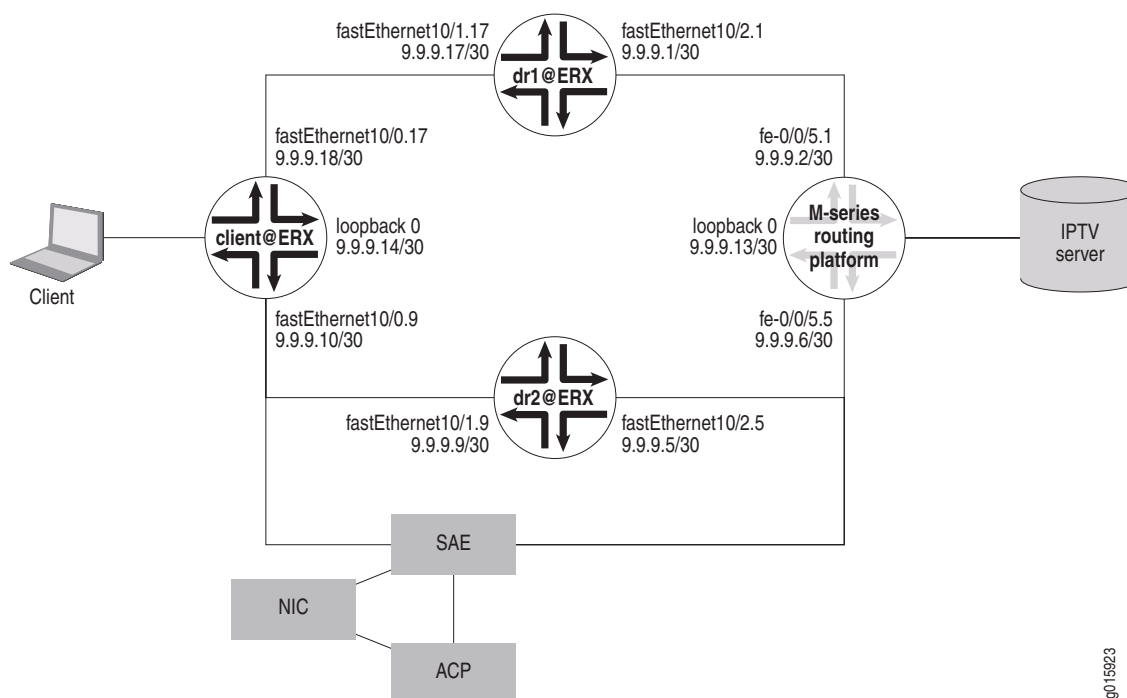 fastEthernet10/1.17
9.9.9.17/30
fastEthernet10/2.1
9.9.9.1/30
dr1@ERX
fastEthernet10/0.17
9.9.9.18/30
fe-0/0/5.1
9.9.9.2/30
client@ERX
loopback 0
9.9.9.14/30
loopback 0
9.9.9.13/30
M-series
routing
platform
IPTV
server
Client
fastEthernet10/0.9
9.9.9.10/30
fe-0/0/5.5
9.9.9.6/30
dr2@ERX
fastEthernet10/1.9
9.9.9.9/30
fastEthernet10/2.5
9.9.9.5/30
SAE
NIC
ACP
g015923